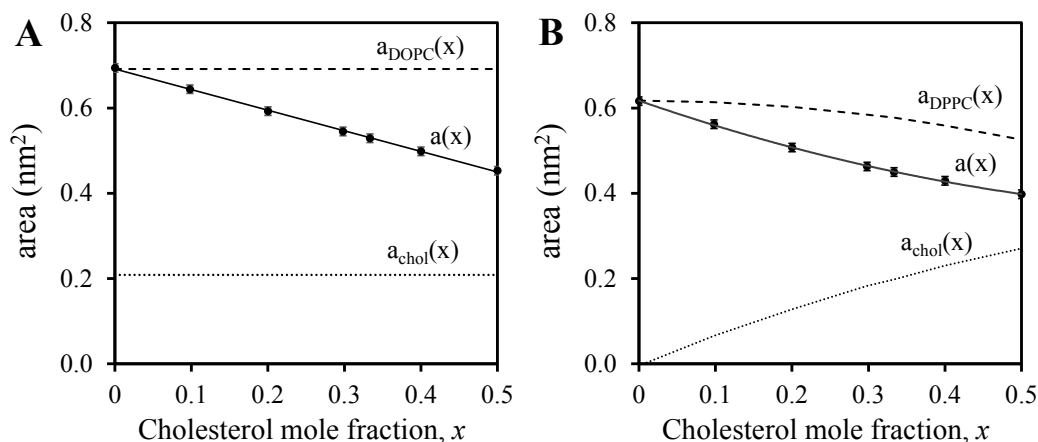 A
0.8
0.6
0.4
0.2
0.0
area (nm²)
a_DOPC(x)
a(x)
a_chol(x)
0 0.1 0.2 0.3 0.4 0.5
Cholesterol mole fraction, x
B
0.8
0.6
0.4
0.2
0.0
area (nm²)
a_DPPC(x)
a(x)
a_chol(x)
0 0.1 0.2 0.3 0.4 0.5
Cholesterol mole fraction, x